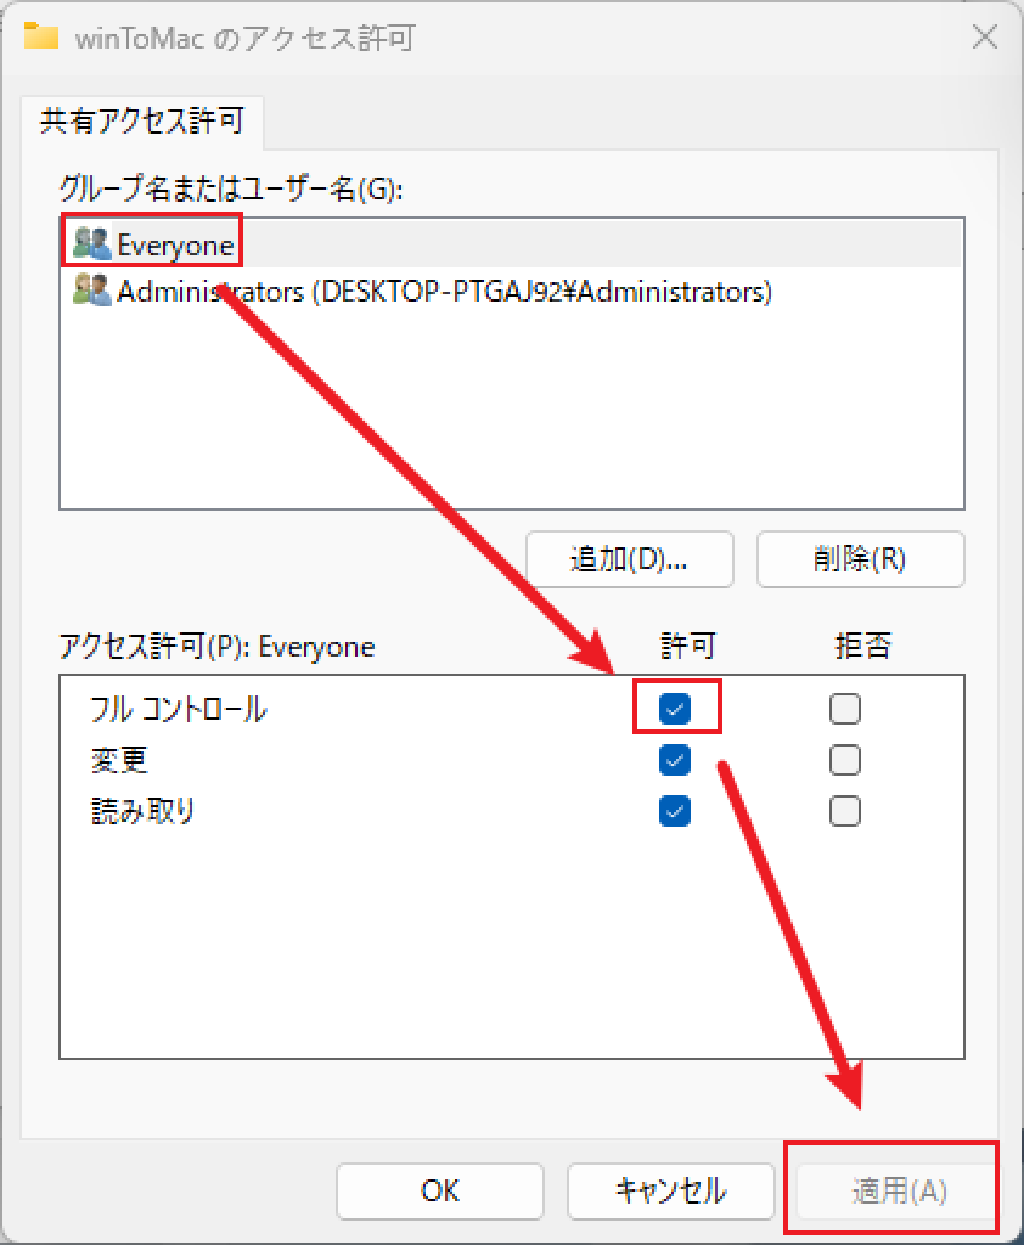 winToMac のアクセス許可
共有アクセス許可
グループ名またはユーザー名(G):
Everyone
Administrators (DESKTOP-PTGAJ92¥Administrators)
追加(D)...
削除(R)
アクセス許可(P): Everyone
許可
拒否
フル コントロール
変更
読み取り
OK
キャンセル
適用(A)